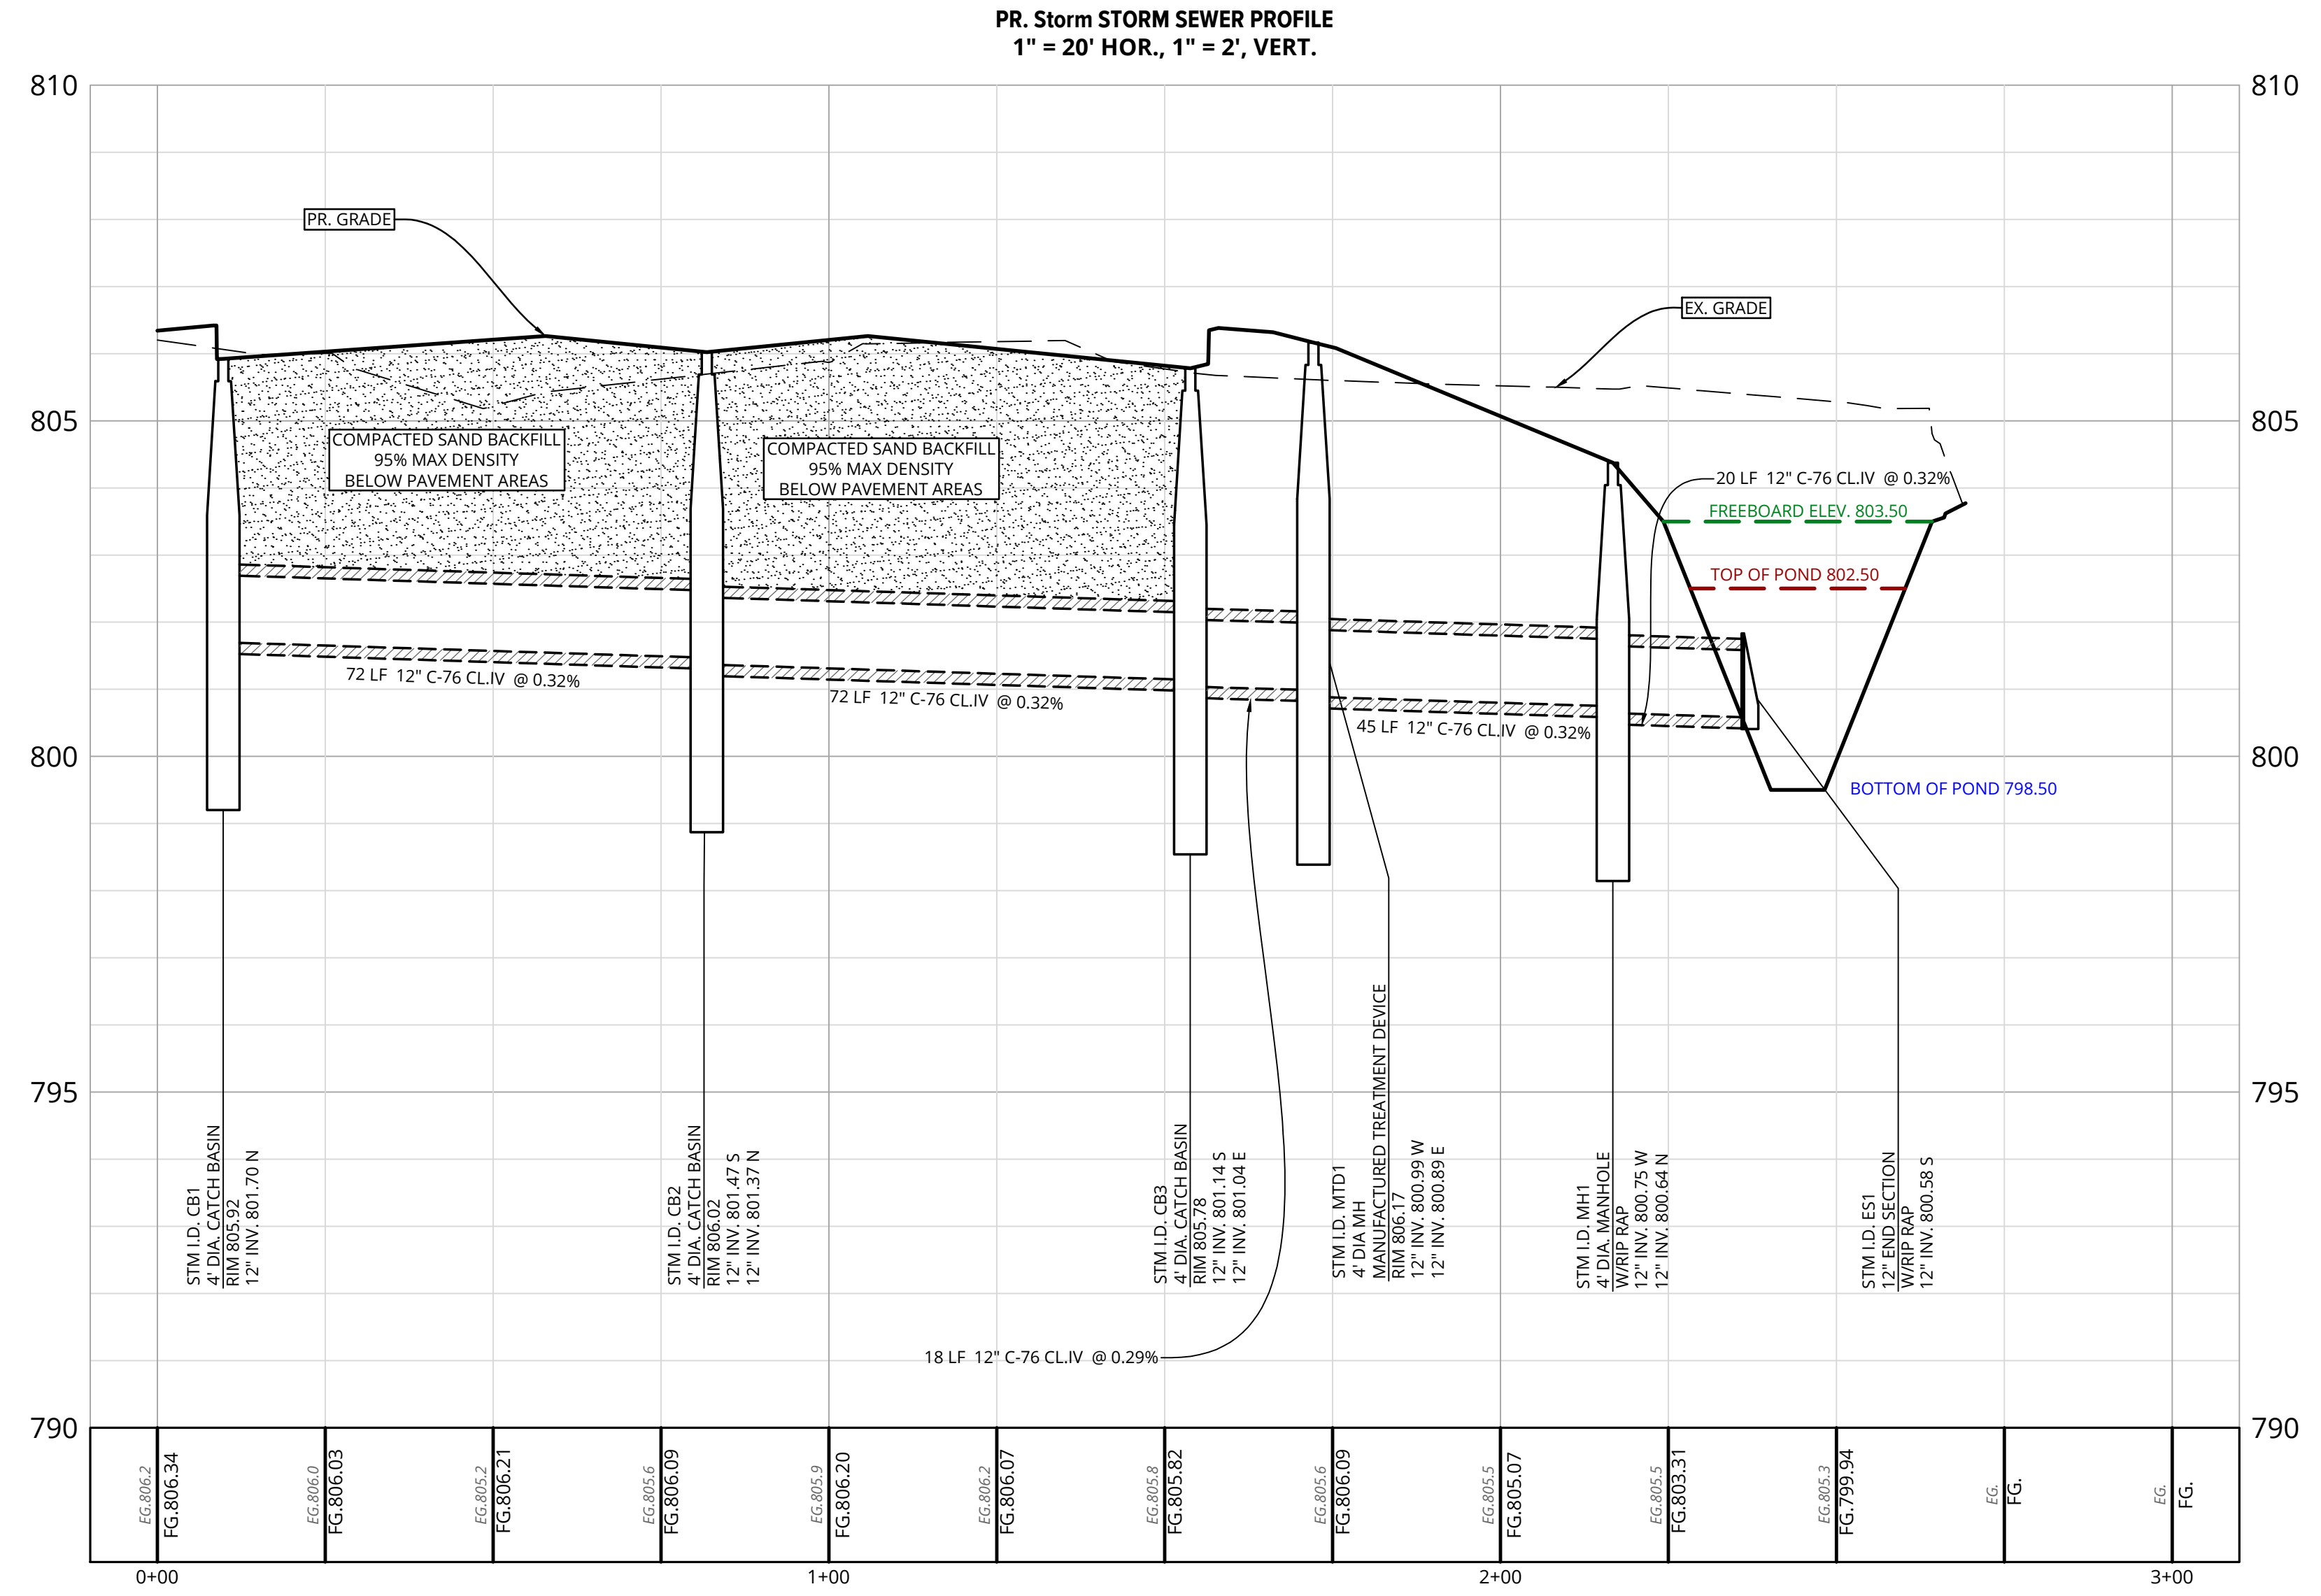 PR. Storm STORM SEWER PROFILE
1" = 20' HOR., 1" = 2', VERT.
810
810
PR. GRADE
EX. GRADE
805
805
COMPACTED SAND BACKFILL
95% MAX DENSITY
BELOW PAVEMENT AREAS
COMPACTED SAND BACKFILL
95% MAX DENSITY
BELOW PAVEMENT AREAS
20 LF 12" C-76 CL.IV @ 0.32%
FREEBOARD ELEV. 803.50
TOP OF POND 802.50
72 LF 12" C-76 CL.IV @ 0.32%
72 LF 12" C-76 CL.IV @ 0.32%
45 LF 12" C-76 CL.IV @ 0.32%
800
800
BOTTOM OF POND 798.50
795
795
STM I.D. CB1
4' DIA. CATCH BASIN
RIM 805.92
12" INV. 801.70 N
STM I.D. CB2
4' DIA. CATCH BASIN
RIM 806.02
12" INV. 801.47 S
12" INV. 801.37 N
STM I.D. CB3
4' DIA. CATCH BASIN
RIM 805.78
12" INV. 801.14 S
12" INV. 801.04 E
STM I.D. MTD1
4' DIA MH
MANUFACTURED TREATMENT DEVICE
RIM 806.17
12" INV. 800.99 W
12" INV. 800.89 E
STM I.D. MH1
4' DIA. MANHOLE
W/RIP RAP
12" INV. 800.75 W
12" INV. 800.64 N
STM I.D. ES1
12" END SECTION
W/RIP RAP
12" INV. 800.58 S
18 LF 12" C-76 CL.IV @ 0.29%
790
790
EG.806.2
FG.806.34
EG.806.0
FG.806.03
EG.805.2
FG.806.21
EG.805.6
FG.806.09
EG.805.9
FG.806.20
EG.806.2
FG.806.07
EG.805.8
FG.805.82
EG.805.6
FG.806.09
EG.805.5
FG.805.07
EG.805.5
FG.803.31
EG.805.3
FG.799.94
EG.
FG.
EG.
FG.
0+00
1+00
2+00
3+00